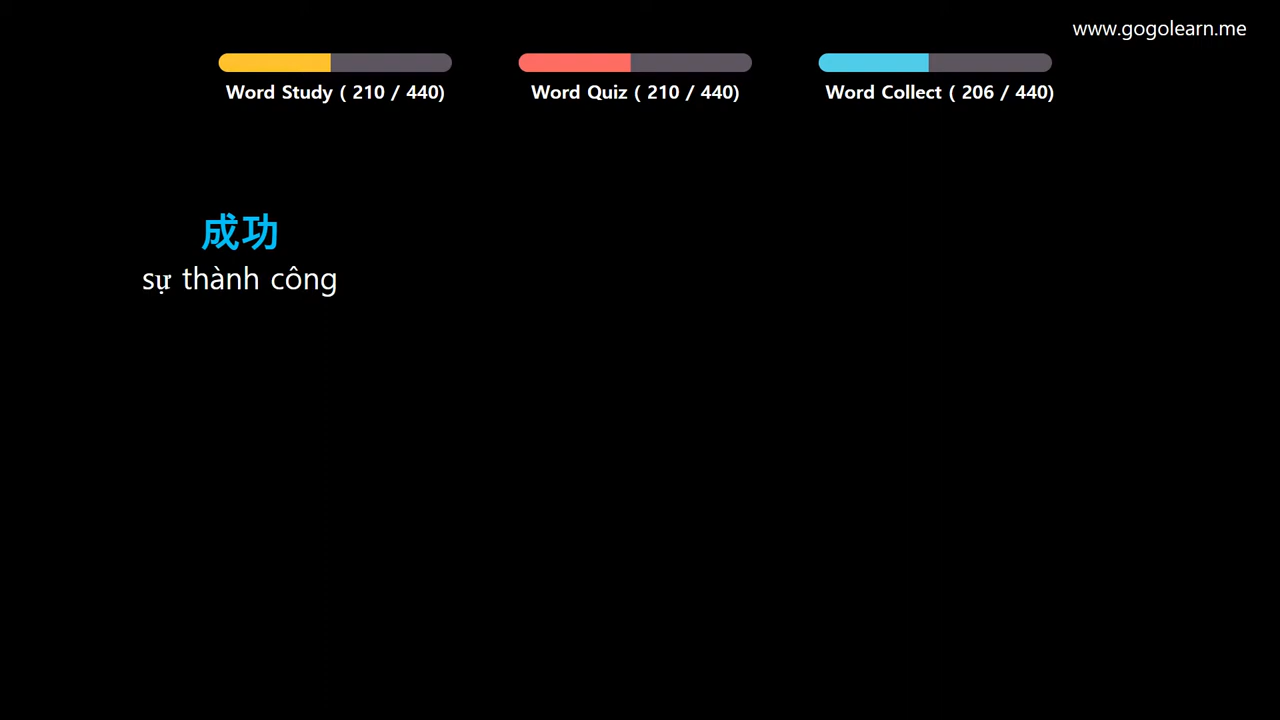 www.gogolearn.me
Word Study ( 210 / 440)
Word Quiz ( 210 / 440)
Word Collect ( 206 / 440)
成功
sự thành công